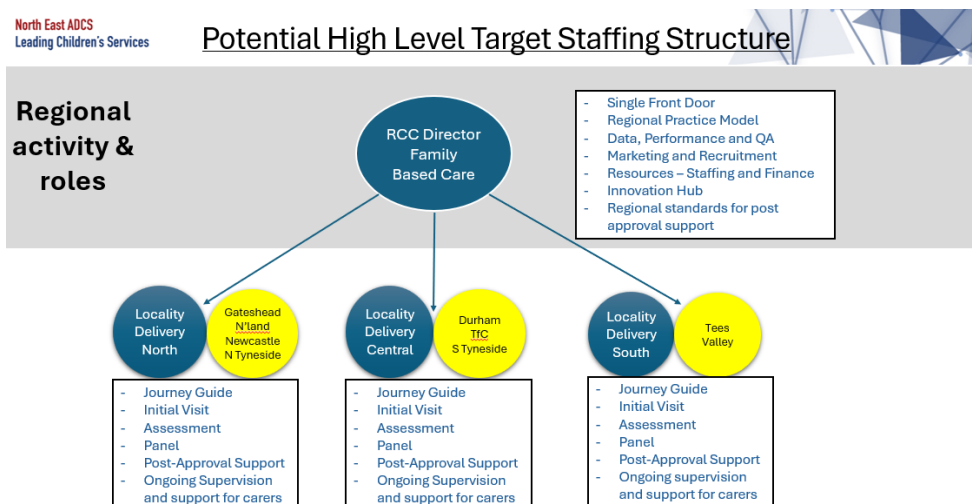 North East ADCS
Leading Children's Services
Potential High Level Target Staffing Structure
Regional
activity &
roles
RCC Director
Family
Based Care
- Single Front Door
- Regional Practice Model
- Data, Performance and QA
- Marketing and Recruitment
- Resources – Staffing and Finance
- Innovation Hub
- Regional standards for post
approval support
Locality
Delivery
North
Gateshead
N'land
Newcastle
N Tyneside
- Journey Guide
- Initial Visit
- Assessment
- Panel
- Post-Approval Support
- Ongoing Supervision
and support for carers
Locality
Delivery
Central
Durham
TfC
S Tyneside
- Journey Guide
- Initial Visit
- Assessment
- Panel
- Post-Approval Support
- Ongoing Supervision
and support for carers
Locality
Delivery
South
Tees
Valley
- Journey Guide
- Initial Visit
- Assessment
- Panel
- Post-Approval Support
- Ongoing supervision
and support for carers